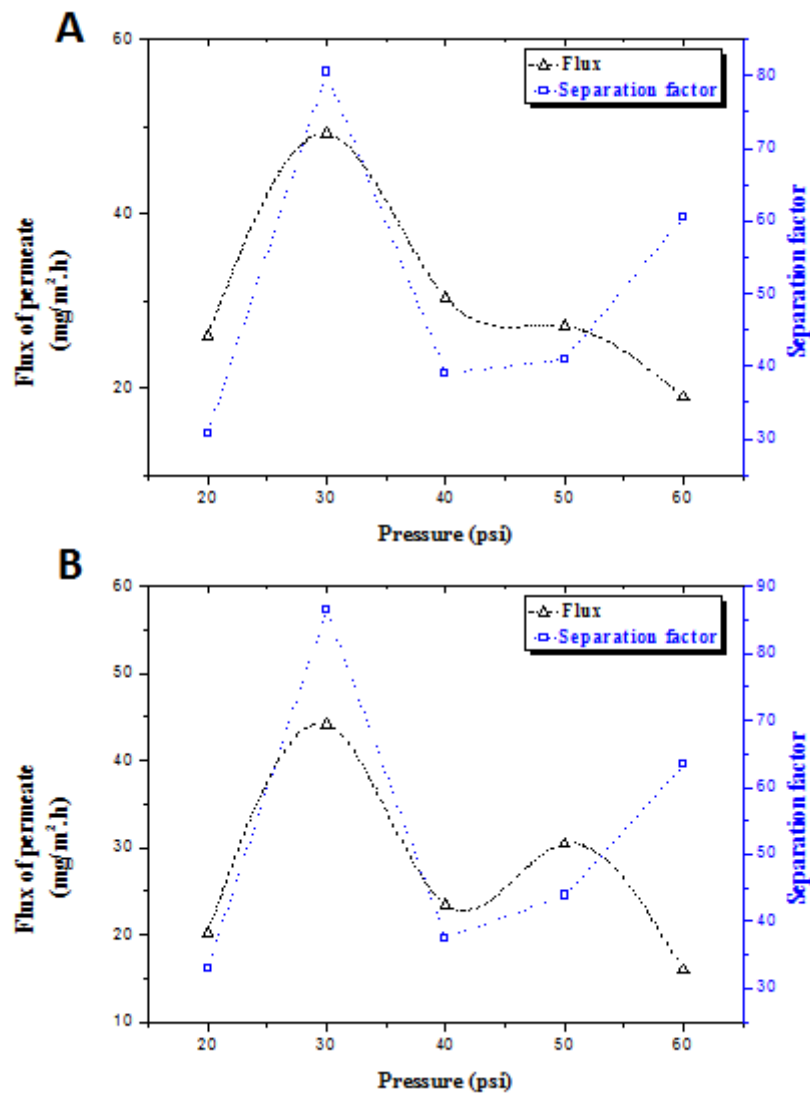 A
Flux
Separation factor
60
40
20
Flux of permeate
(mg/m².h)
80
70
60
50
40
30
Separation factor
20 30 40 50 60
Pressure (psi)
B
Flux
Separation factor
60
50
40
30
20
10
Flux of permeate
(mg/m².h)
90
80
70
60
50
40
30
Separation factor
20 30 40 50 60
Pressure (psi)